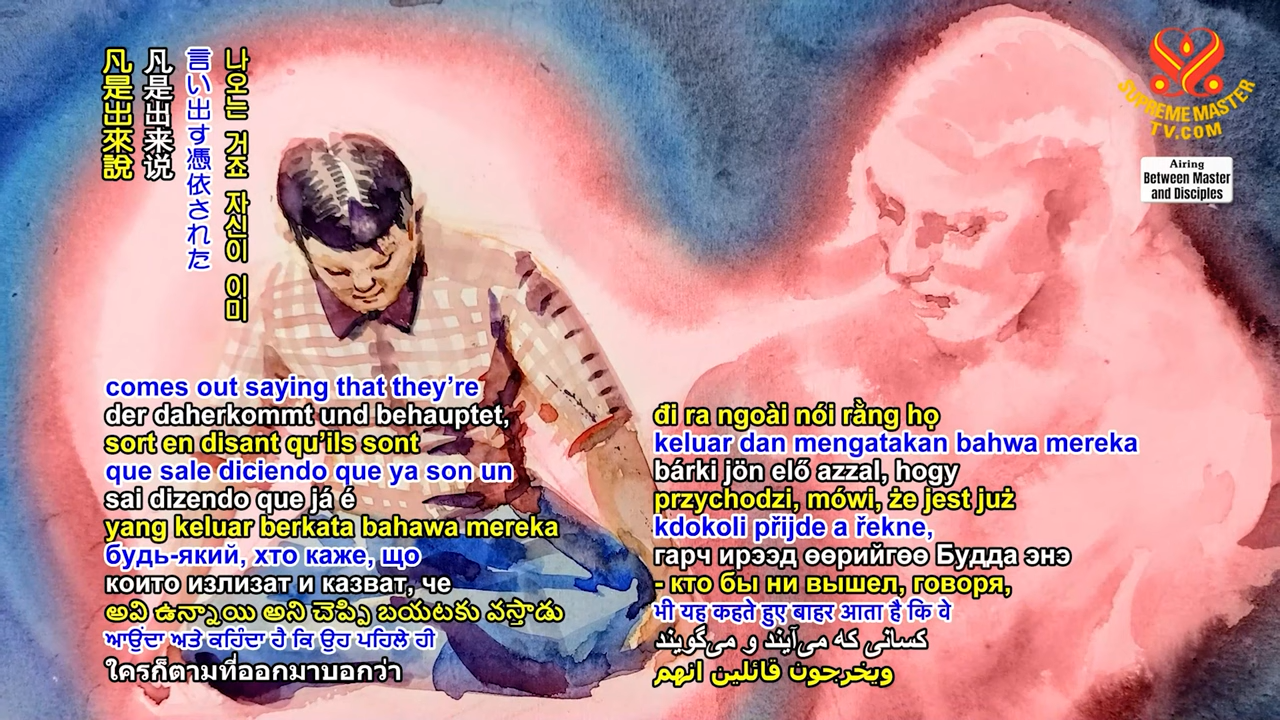 凡是出來說
凡是出来说
言い出す憑依された
나오는 거죠 자신이 이미
SUPREME MASTER
TV.COM
Airing
Between Master
and Disciples
comes out saying that they're
der daherkommt und behauptet,
sort en disant qu'ils sont
que sale diciendo que ya son un
sai dizendo que já é
yang keluar berkata bahawa mereka
будь-який, хто каже, що
които излизат и казват, че
అవి ఉన్నాయి అని చెప్పి బయటకు వస్తాడు
ਆਉਂਦਾ ਅਤੇ ਕਹਿੰਦਾ ਹੈ ਕਿ ਉਹ ਪਹਿਲੇ ਹੀ
ใครก็ตามที่ออกมาบอกว่า
đi ra ngoài nói rằng họ
keluar dan mengatakan bahwa mereka
bárki jön elő azzal, hogy
przychodzi, mówi, że jest już
kdokoli přijde a řekne,
гарч ирээд өөрийгөө Будда энэ
- кто бы ни вышел, говоря,
भी यह कहते हुए बाहर आता है कि वे
کسانی که می‌آیند و می‌گویند
ويخرجون قائلين انهم